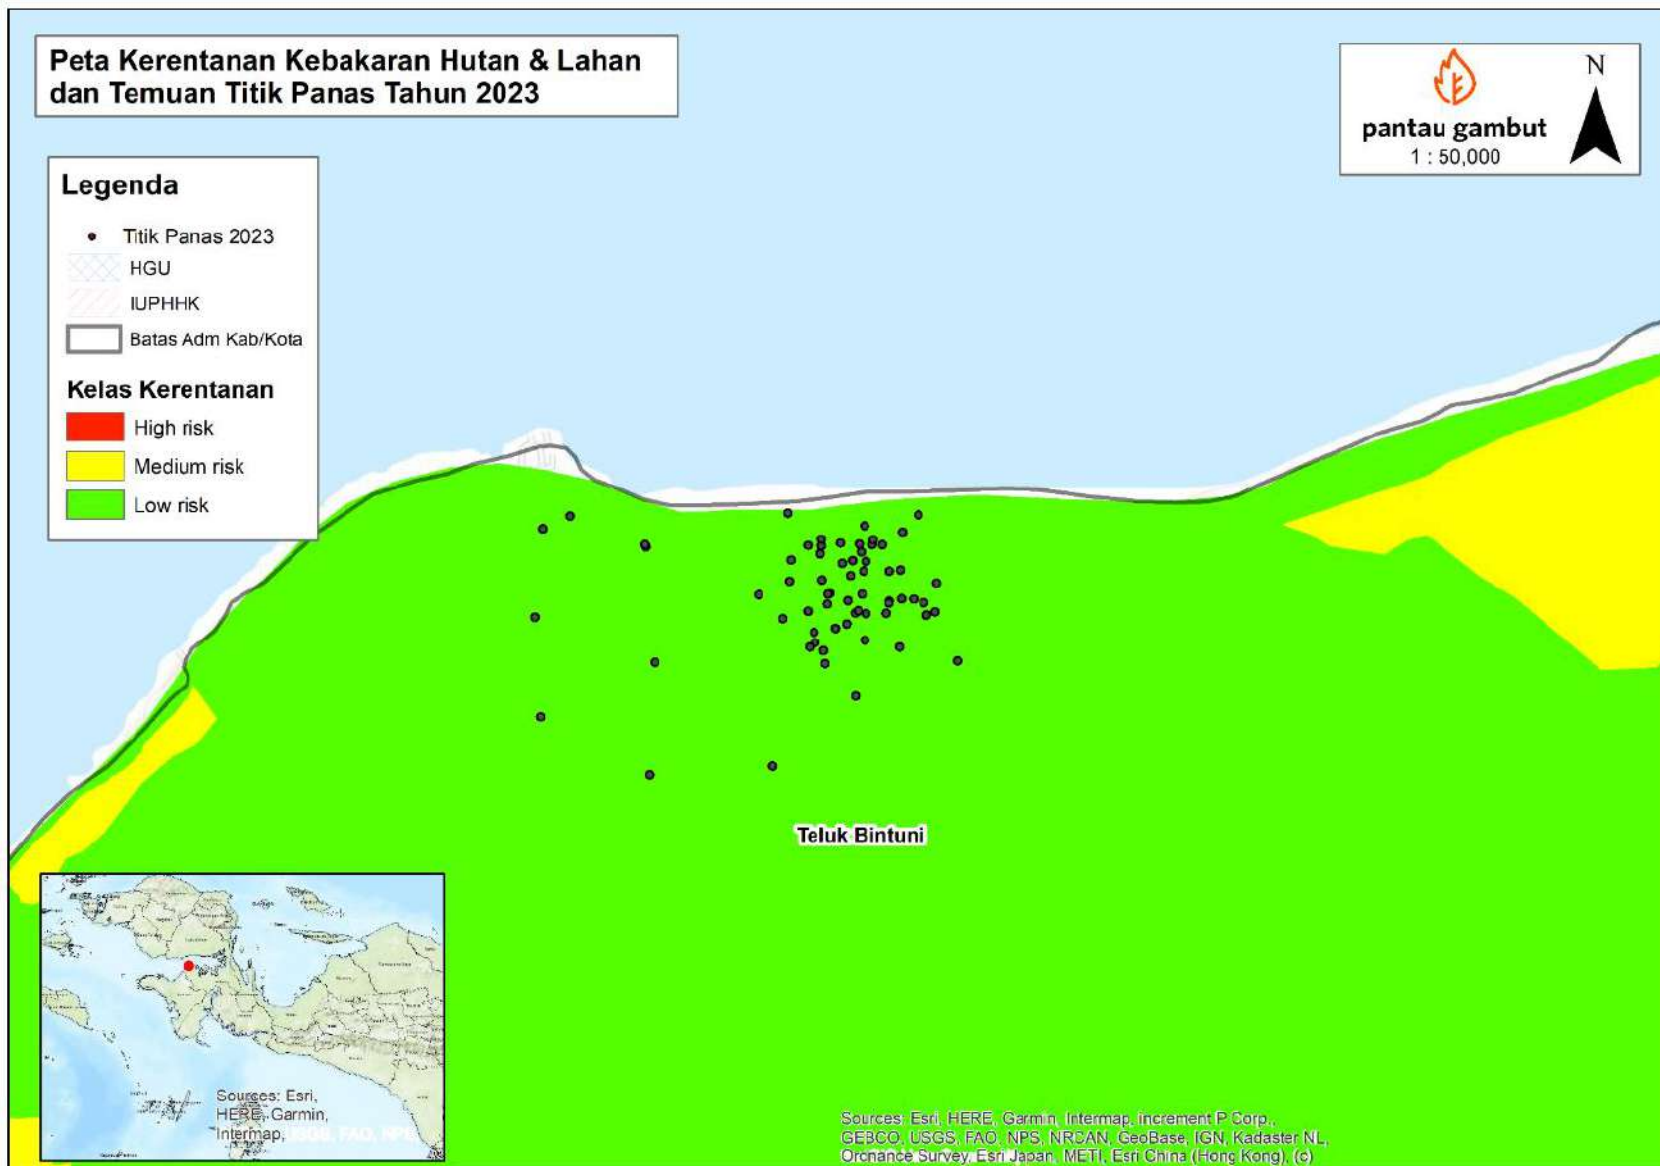 Peta Kerentanan Kebakaran Hutan & Lahan
dan Temuan Titik Panas Tahun 2023
N
pantau gambut
1 : 50,000
Legenda
Titik Panas 2023
HGU
IUPHHK
Batas Adm Kab/Kota
Kelas Kerentanan
High risk
Medium risk
Low risk
Teluk Bintuni
Sources: Esri,
HERE, Garmin,
Intermap, USGS, FAO, NPS,
Sources: Esri, HERE, Garmin, Intermap, increment P Corp.,
GEBCO, USGS, FAO, NPS, NRCAN, GeoBase, IGN, Kadaster NL,
Ordnance Survey, Esri Japan, METI, Esri China (Hong Kong), (c)